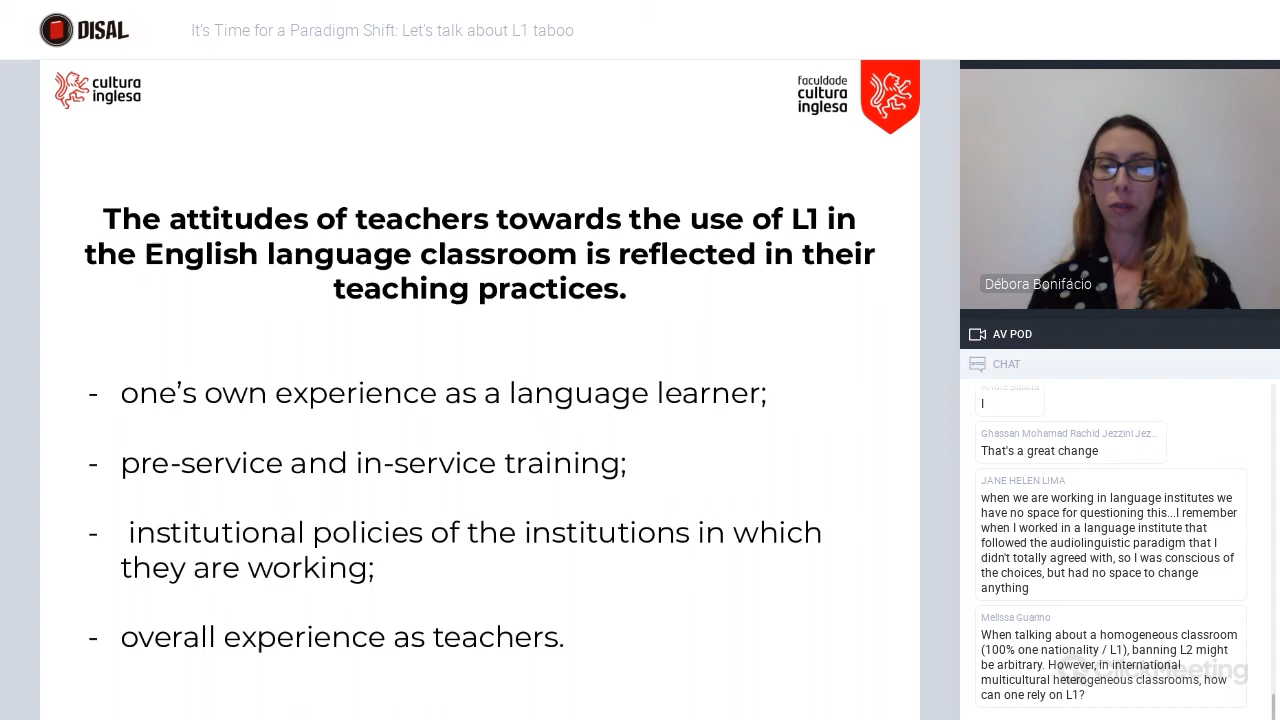 DISAL
It's Time for a Paradigm Shift: Let's talk about L1 taboo
cultura
inglesa
faculdade
cultura
inglesa
The attitudes of teachers towards the use of L1 in
the English language classroom is reflected in their
teaching practices.
- one's own experience as a language learner;
- pre-service and in-service training;
- institutional policies of the institutions in which
they are working;
- overall experience as teachers.
Débora Bonifácio
AV POD
CHAT
I
Ghassan Mohamad Rachid Jezzini Jez...
That's a great change
JANE HELEN LIMA
when we are working in language institutes we
have no space for questioning this...I remember
when I worked in a language institute that
followed the audiolinguistic paradigm that I
didn't totally agreed with, so I was conscious of
the choices, but had no space to change
anything
Melissa Guarino
When talking about a homogeneous classroom
(100% one nationality / L1), banning L2 might
be arbitrary. However, in international
multicultural heterogeneous classrooms, how
can one rely on L1?
ClickMeeting